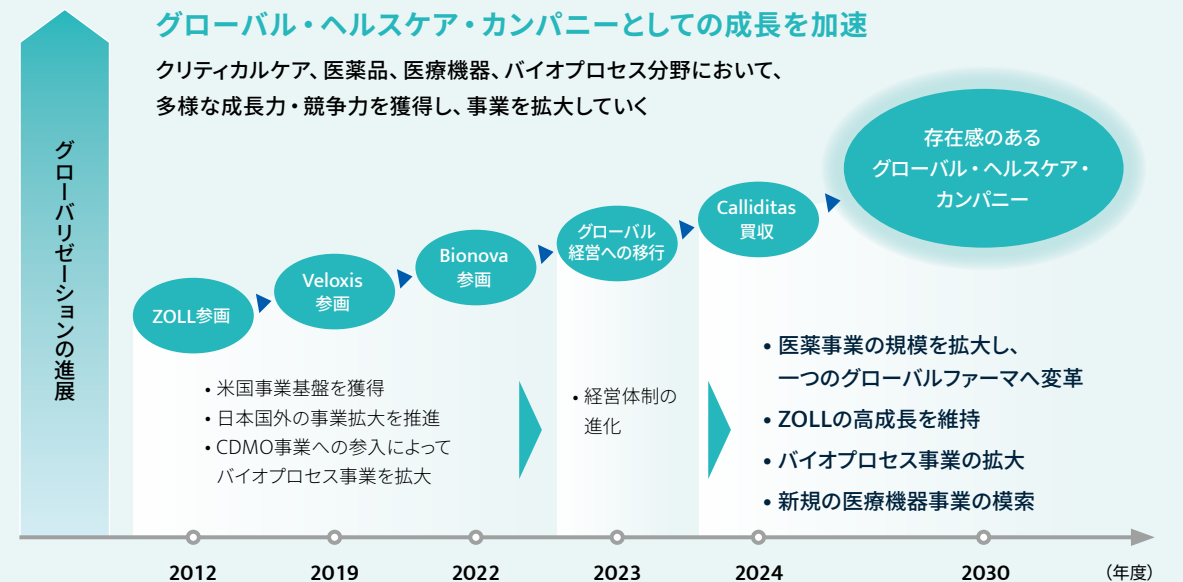 グローバル・ヘルスケア・カンパニーとしての成長を加速
クリティカルケア、医薬品、医療機器、バイオプロセス分野において、
多様な成長力・競争力を獲得し、事業を拡大していく
グローバリゼーションの進展
ZOLL参画
Veloxis
参画
Bionova
参画
グローバル
経営への移行
Calliditas
買収
存在感のある
グローバル・ヘルスケア・
カンパニー
• 米国事業基盤を獲得
• 日本国外の事業拡大を推進
• CDMO事業への参入によって
バイオプロセス事業を拡大
• 経営体制の
進化
• 医薬事業の規模を拡大し、
一つのグローバルファーマへ変革
• ZOLLの高成長を維持
• バイオプロセス事業の拡大
• 新規の医療機器事業の模索
2012 2019 2022 2023 2024 2030 (年度)